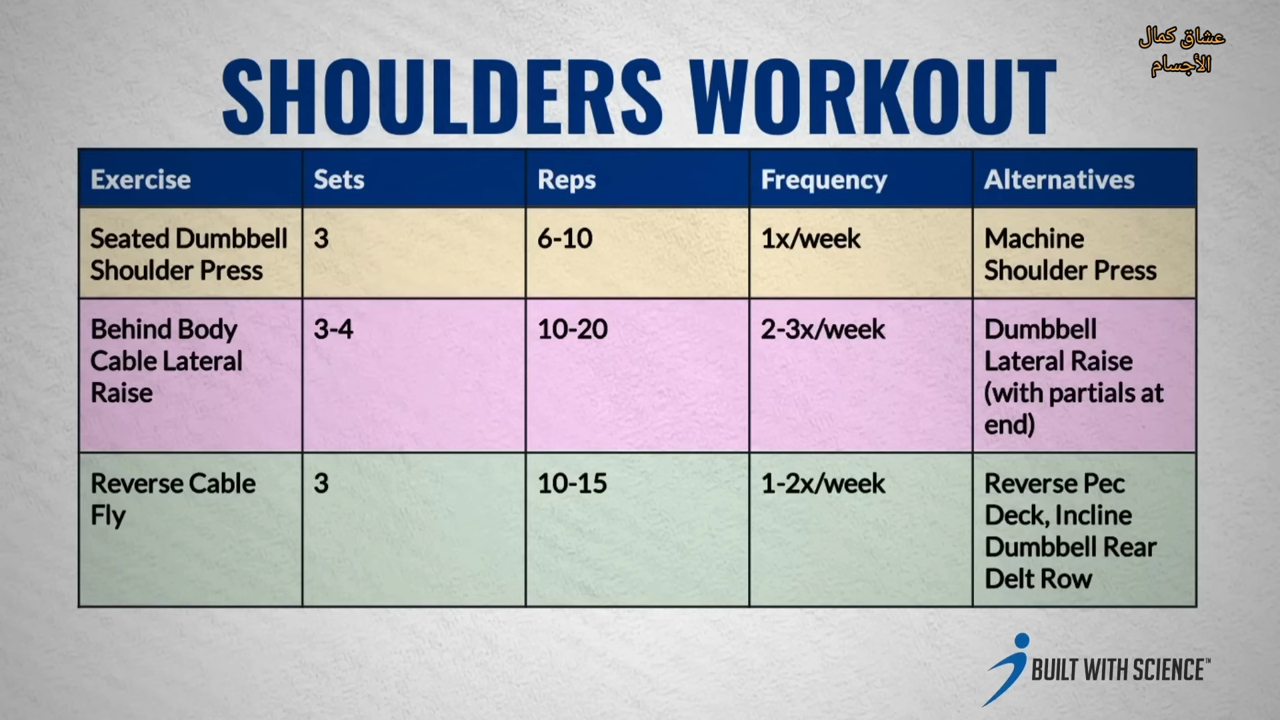 عشاق كمال
الأجسام
SHOULDERS WORKOUT
Exercise
Sets
Reps
Frequency
Alternatives
Seated Dumbbell
Shoulder Press
3
6-10
1x/week
Machine
Shoulder Press
Behind Body
Cable Lateral
Raise
3-4
10-20
2-3x/week
Dumbbell
Lateral Raise
(with partials at
end)
Reverse Cable
Fly
3
10-15
1-2x/week
Reverse Pec
Deck, Incline
Dumbbell Rear
Delt Row
BUILT WITH SCIENCE™